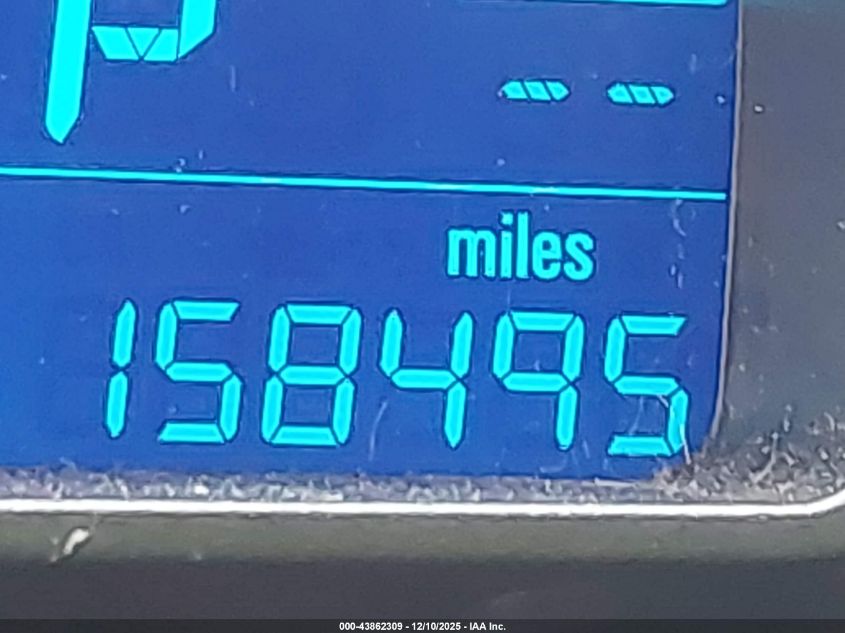 P
-- --
miles
158495
000-43862309 - 12/10/2025 - IAA Inc.